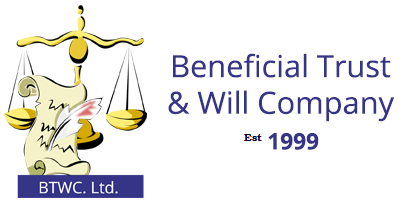 Beneficial Trust
& Will Company
Est 1999
BTWC. Ltd.